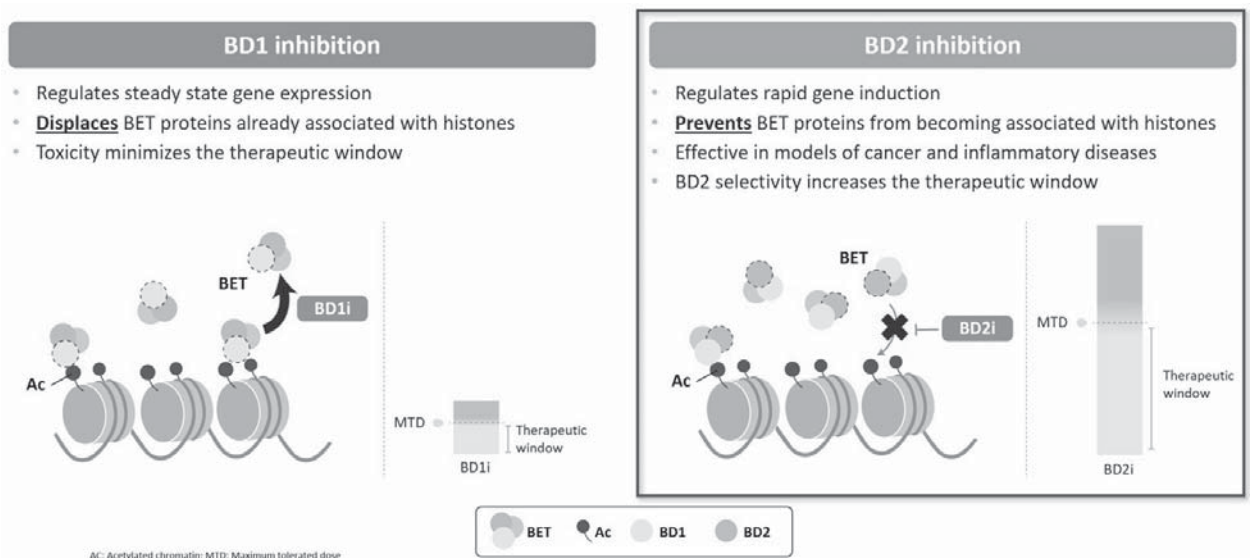 BD1 inhibition
• Regulates steady state gene expression
• Displaces BET proteins already associated with histones
• Toxicity minimizes the therapeutic window
BET
BD1i
Ac
MTD
Therapeutic
window
BD1i
BD2 inhibition
• Regulates rapid gene induction
• Prevents BET proteins from becoming associated with histones
• Effective in models of cancer and inflammatory diseases
• BD2 selectivity increases the therapeutic window
BET
BD2i
Ac
MTD
Therapeutic
window
BD2i
BET Ac BD1 BD2
AC: Acetylated chromatin; MTD: Maximum tolerated dose